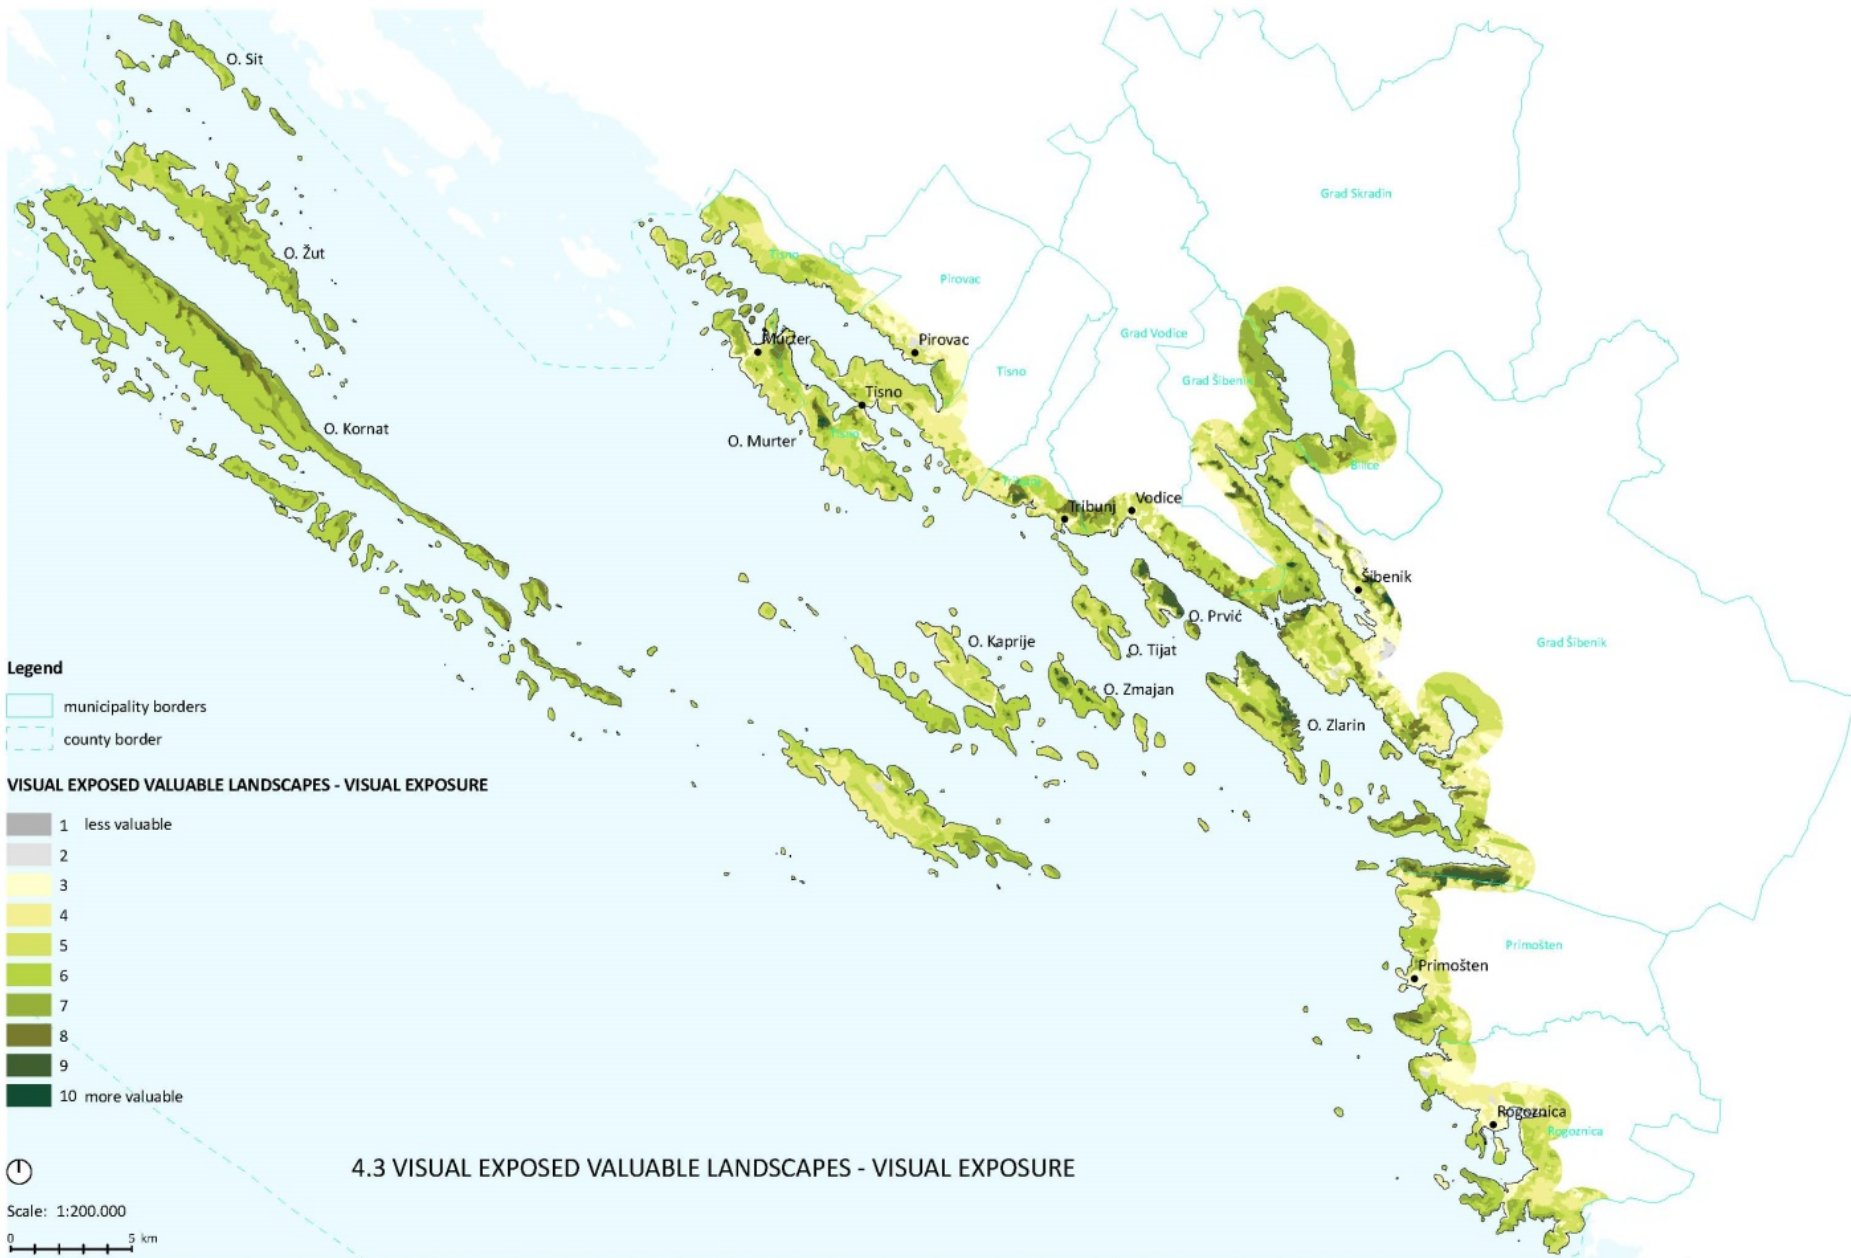 O. Sit
Grad Skradin
O. Žut
Tisno
Pirovac
Grad Vodice
Murter
Pirovac
Tisno
Grad Šibenik
Tisno
O. Kornat
O. Murter
Tisno
Bilice
Tribunj
Vodice
Tribunj
Šibenik
O. Prvić
O. Kaprije
O. Tijat
Grad Šibenik
O. Zmajan
O. Zlarin
Legend
municipality borders
county border
VISUAL EXPOSED VALUABLE LANDSCAPES - VISUAL EXPOSURE
1 less valuable
2
3
4
5
6
7
8
9
10 more valuable
Primošten
Primošten
Rogoznica
Rogoznica
4.3 VISUAL EXPOSED VALUABLE LANDSCAPES - VISUAL EXPOSURE
Scale: 1:200.000
0 5 km